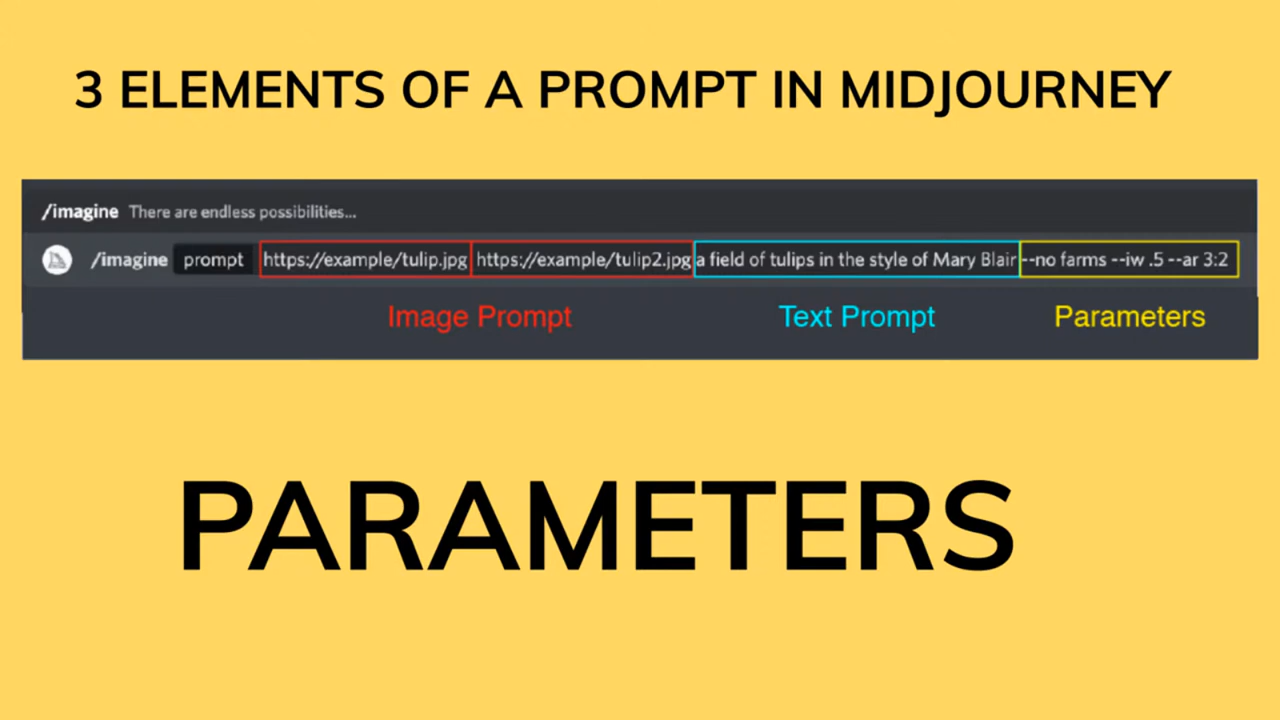 3 ELEMENTS OF A PROMPT IN MIDJOURNEY
/imagine There are endless possibilities...
/imagine prompt https://example/tulip.jpg https://example/tulip2.jpg a field of tulips in the style of Mary Blair --no farms --iw .5 --ar 3:2
Image Prompt Text Prompt Parameters
PARAMETERS